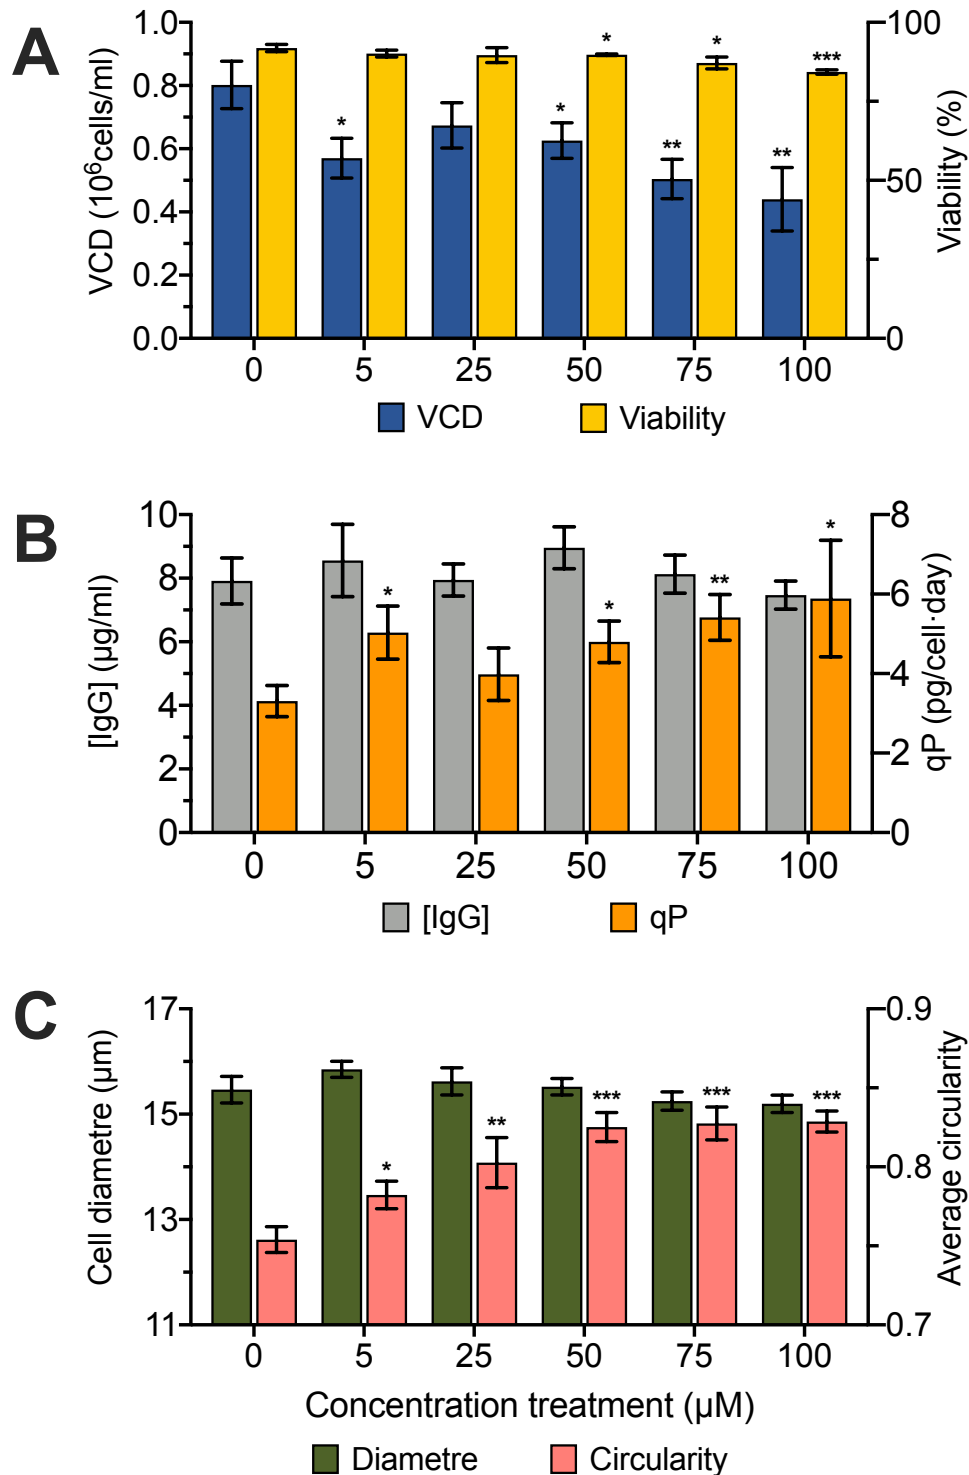 A
VCD (10⁶cells/ml)
1.0
0.8
0.6
0.4
0.2
0.0
* * * * ** ** ***
100
50
0
Viability (%)
0 5 25 50 75 100
VCD Viability
B
[IgG] (µg/ml)
10
8
6
4
2
0
* * ** *
8
6
4
2
0
qP (pg/cell·day)
0 5 25 50 75 100
[IgG] qP
C
Cell diametre (µm)
17
15
13
11
* ** *** *** ***
0.9
0.8
0.7
Average circularity
0 5 25 50 75 100
Concentration treatment (µM)
Diametre Circularity